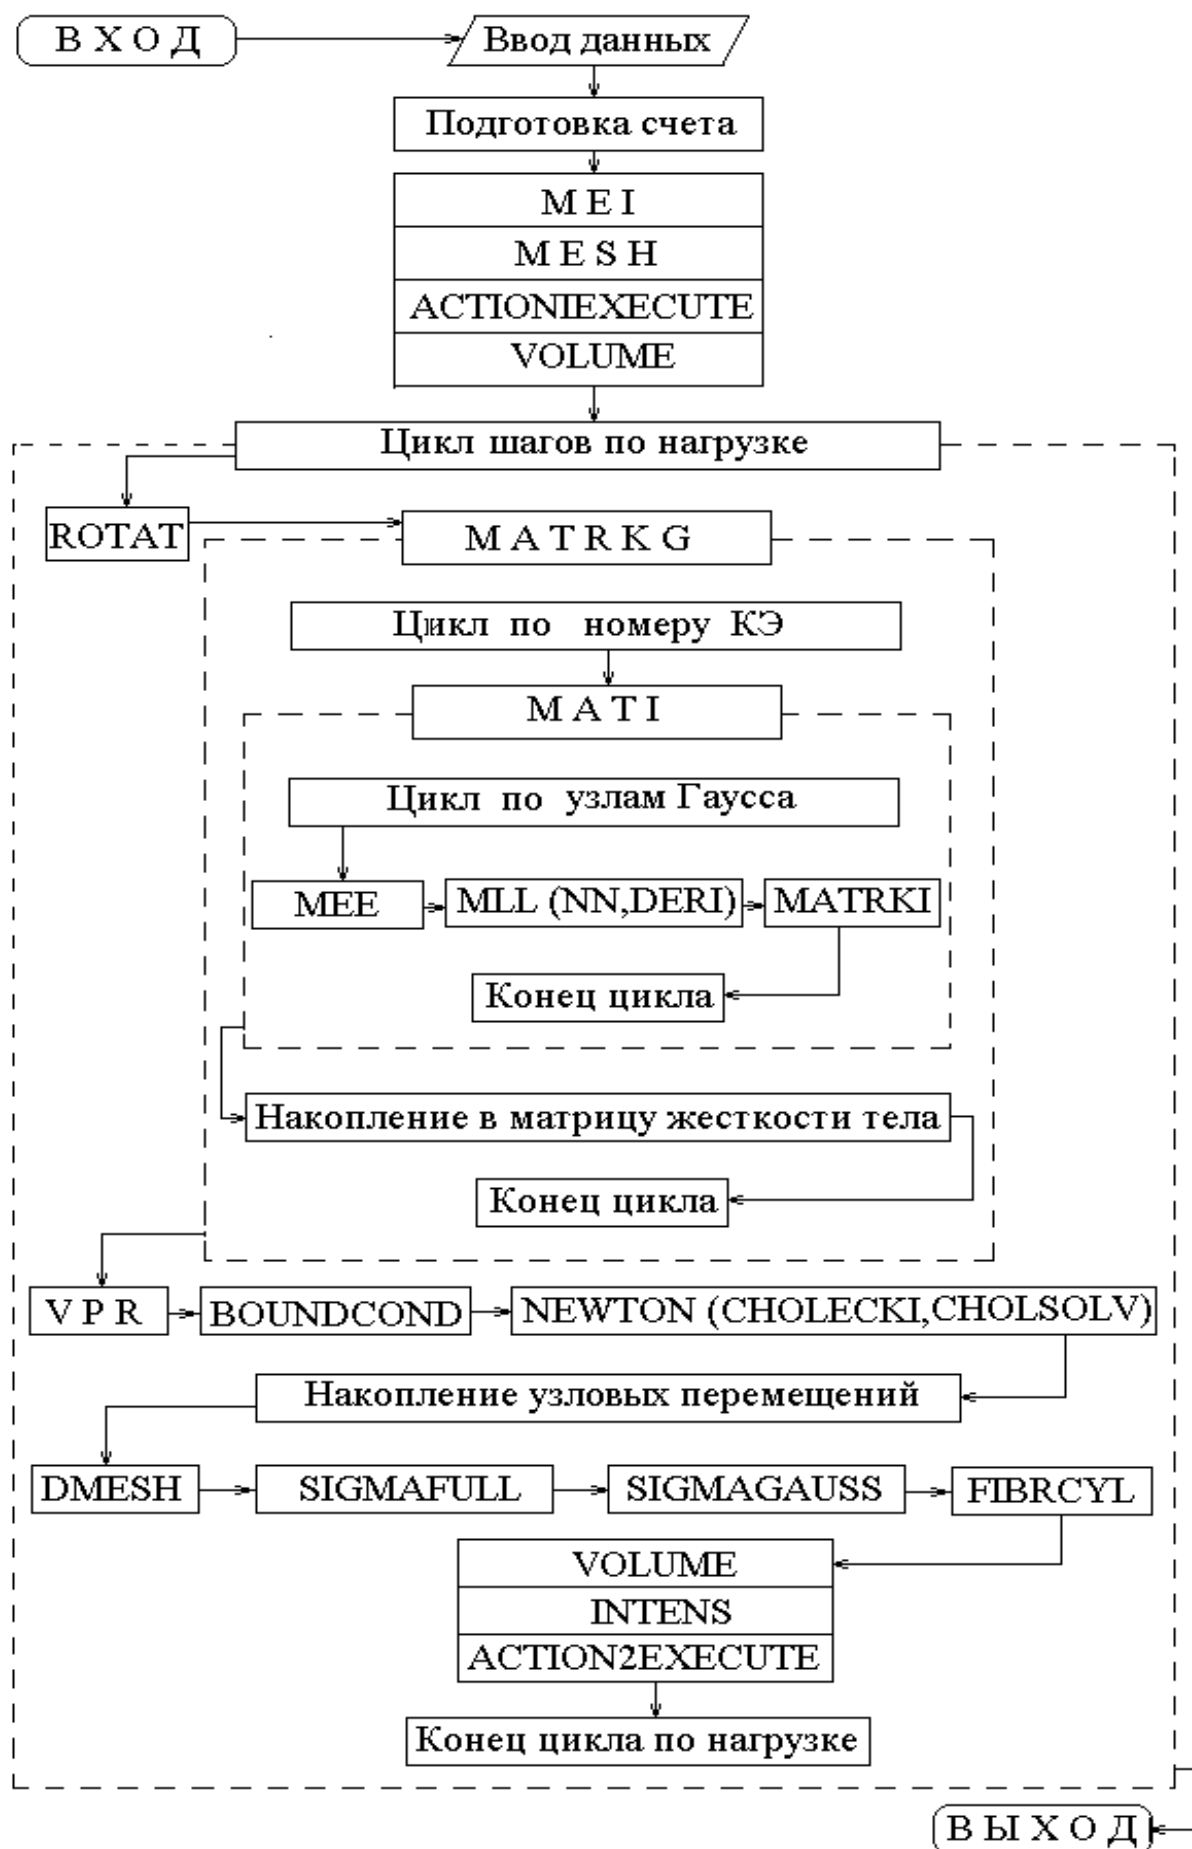 В Х О Д
Ввод данных
Подготовка счета
M E I
M E S H
ACTIONIEXECUTE
VOLUME
Цикл шагов по нагрузке
ROTAT
M A T R K G
Цикл по номеру КЭ
M A T I
Цикл по узлам Гаусса
MEE
MLL (NN,DERI)
MATRKI
Конец цикла
Накопление в матрицу жесткости тела
Конец цикла
V P R
BOUNDCOND
NEWTON (CHOLECKI,CHOLSOLV)
Накопление узловых перемещений
DMESH
SIGMAFULL
SIGMAGAUSS
FIBRCYL
VOLUME
INTENS
ACTION2EXECUTE
Конец цикла по нагрузке
В Ы Х О Д